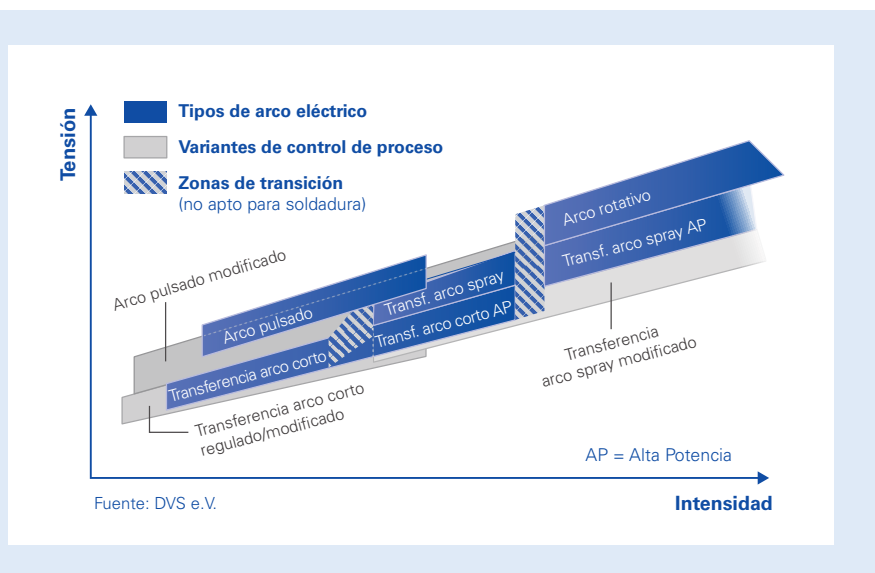 Tensión
Tipos de arco eléctrico
Variantes de control de proceso
Zonas de transición
(no apto para soldadura)
Arco pulsado modificado
Arco pulsado
Transferencia arco corto
Transferencia arco corto
regulado/modificado
Transf. arco spray
Transf. arco corto AP
Arco rotativo
Transf. arco spray AP
Transferencia
arco spray modificado
AP = Alta Potencia
Fuente: DVS e.V.
Intensidad